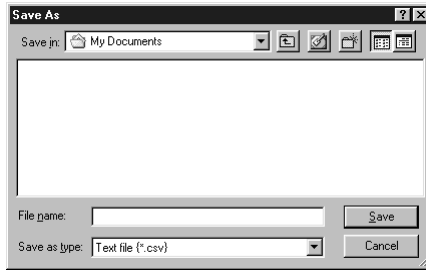 Save As
Save in: My Documents
File name:
Save
Save as type: Text file {*.csv}
Cancel